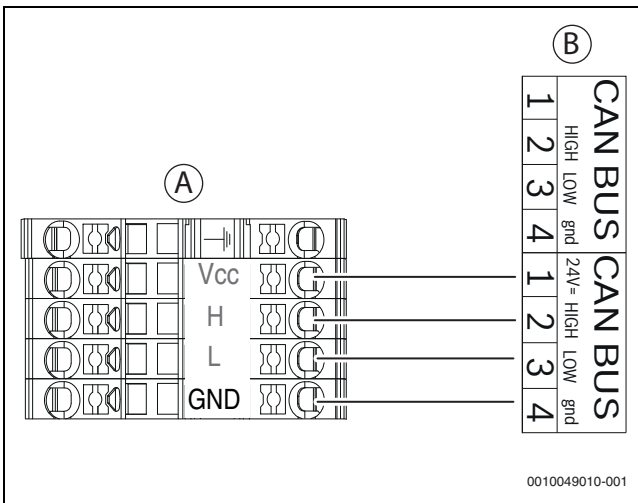 B
CAN BUS
HIGH LOW gnd
1 2 3 4
CAN BUS
24V= HIGH LOW gnd
1 2 3 4
A
Vcc
H
L
GND
0010049010-001